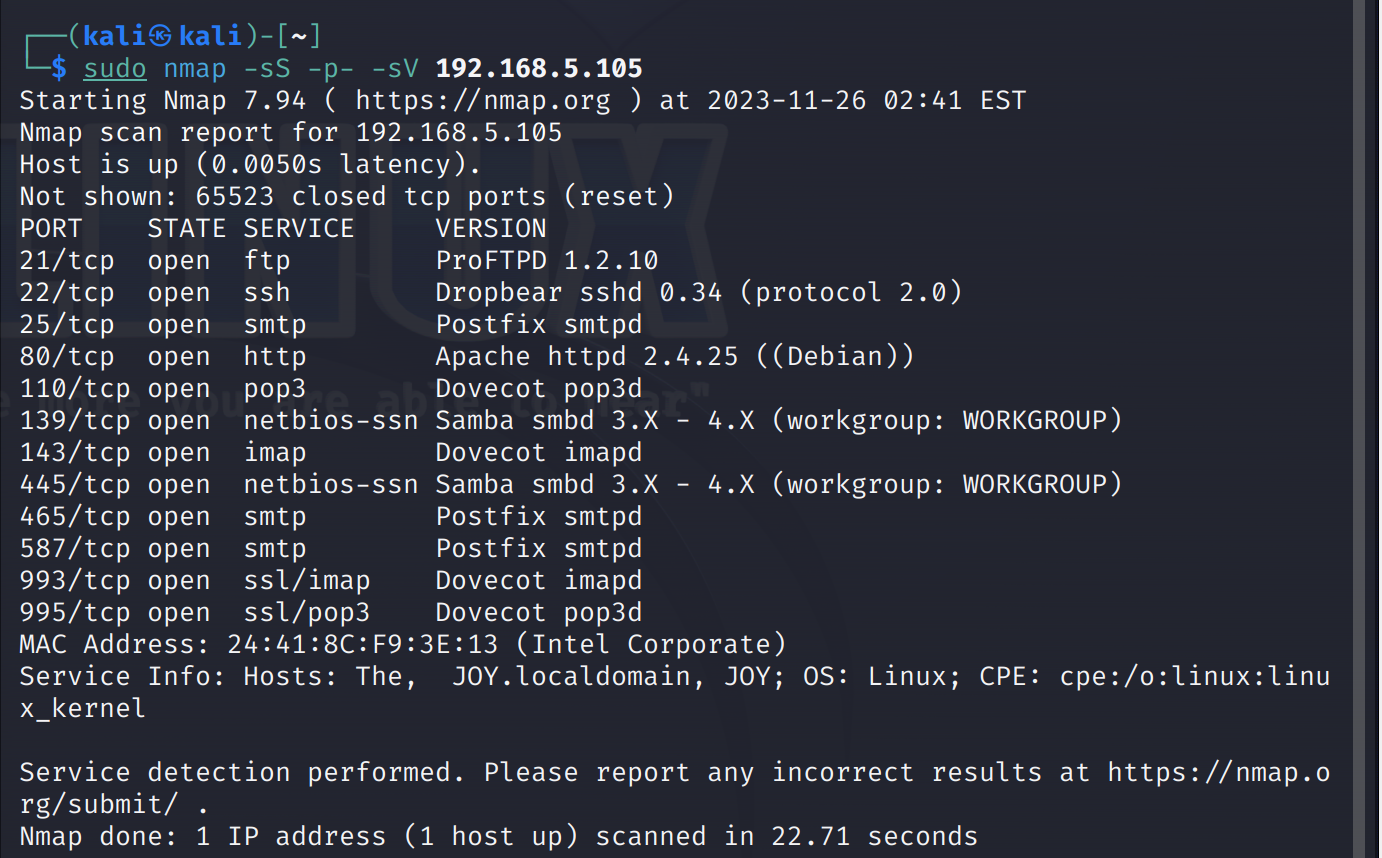 ┌──(kali㉿kali)-[~]
└─$ sudo nmap -sS -p- -sV 192.168.5.105
Starting Nmap 7.94 ( https://nmap.org ) at 2023-11-26 02:41 EST
Nmap scan report for 192.168.5.105
Host is up (0.0050s latency).
Not shown: 65523 closed tcp ports (reset)
PORT    STATE SERVICE     VERSION
21/tcp  open  ftp         ProFTPD 1.2.10
22/tcp  open  ssh         Dropbear sshd 0.34 (protocol 2.0)
25/tcp  open  smtp        Postfix smtpd
80/tcp  open  http        Apache httpd 2.4.25 ((Debian))
110/tcp open  pop3        Dovecot pop3d
139/tcp open  netbios-ssn Samba smbd 3.X - 4.X (workgroup: WORKGROUP)
143/tcp open  imap        Dovecot imapd
445/tcp open  netbios-ssn Samba smbd 3.X - 4.X (workgroup: WORKGROUP)
465/tcp open  smtp        Postfix smtpd
587/tcp open  smtp        Postfix smtpd
993/tcp open  ssl/imap    Dovecot imapd
995/tcp open  ssl/pop3    Dovecot pop3d
MAC Address: 24:41:8C:F9:3E:13 (Intel Corporate)
Service Info: Hosts: The,  JOY.localdomain, JOY; OS: Linux; CPE: cpe:/o:linux:linu
x_kernel

Service detection performed. Please report any incorrect results at https://nmap.o
rg/submit/ .
Nmap done: 1 IP address (1 host up) scanned in 22.71 seconds